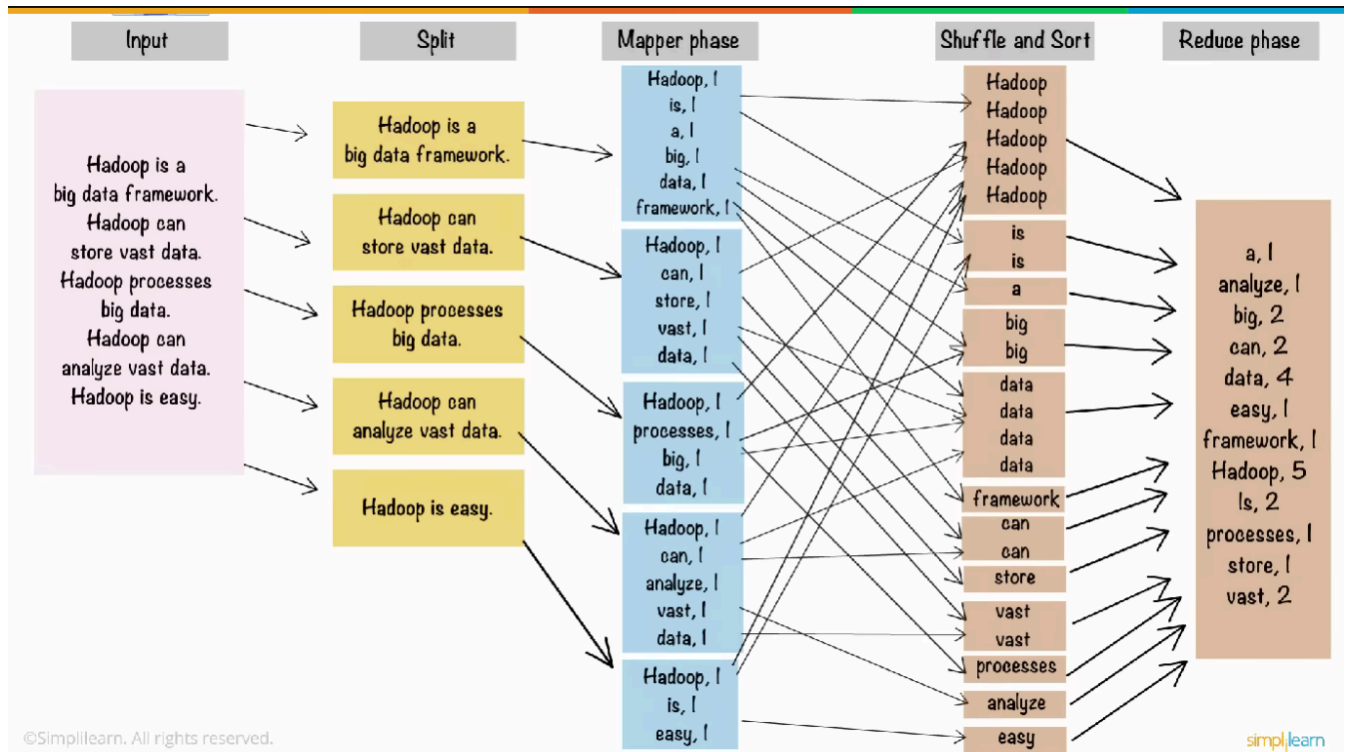 Input
Split
Mapper phase
Shuffle and Sort
Reduce phase
Hadoop is a
big data framework.
Hadoop can
store vast data.
Hadoop processes
big data.
Hadoop can
analyze vast data.
Hadoop is easy.
Hadoop is a
big data framework.
Hadoop can
store vast data.
Hadoop processes
big data.
Hadoop can
analyze vast data.
Hadoop is easy.
Hadoop, 1
is, 1
a, 1
big, 1
data, 1
framework, 1
Hadoop, 1
can, 1
store, 1
vast, 1
data, 1
Hadoop, 1
processes, 1
big, 1
data, 1
Hadoop, 1
can, 1
analyze, 1
vast, 1
data, 1
Hadoop, 1
is, 1
easy, 1
Hadoop
Hadoop
Hadoop
Hadoop
Hadoop
is
is
a
big
big
data
data
data
data
framework
can
can
store
vast
vast
processes
analyze
easy
a, 1
analyze, 1
big, 2
can, 2
data, 4
easy, 1
framework, 1
Hadoop, 5
Is, 2
processes, 1
store, 1
vast, 2
©Simplilearn. All rights reserved.
simplilearn